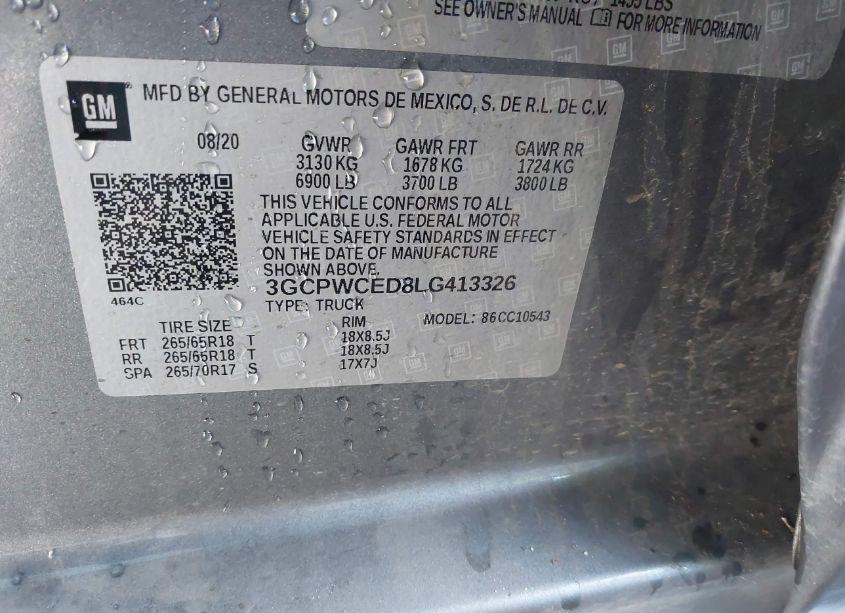 1499 LBS
SEE OWNER'S MANUAL FOR MORE INFORMATION
GM MFD BY GENERAL MOTORS DE MEXICO, S. DE R.L. DE C.V.
08/20 GVWR GAWR FRT GAWR RR
3130 KG 1678 KG 1724 KG
6900 LB 3700 LB 3800 LB
THIS VEHICLE CONFORMS TO ALL
APPLICABLE U.S. FEDERAL MOTOR
VEHICLE SAFETY STANDARDS IN EFFECT
ON THE DATE OF MANUFACTURE
SHOWN ABOVE.
3GCPWCED8LG413326
464C
TYPE: TRUCK
MODEL: 86CC10543
TIRE SIZE RIM
FRT 265/65R18 T 18X8.5J
RR 265/65R18 T 18X8.5J
SPA 265/70R17 S 17X7J